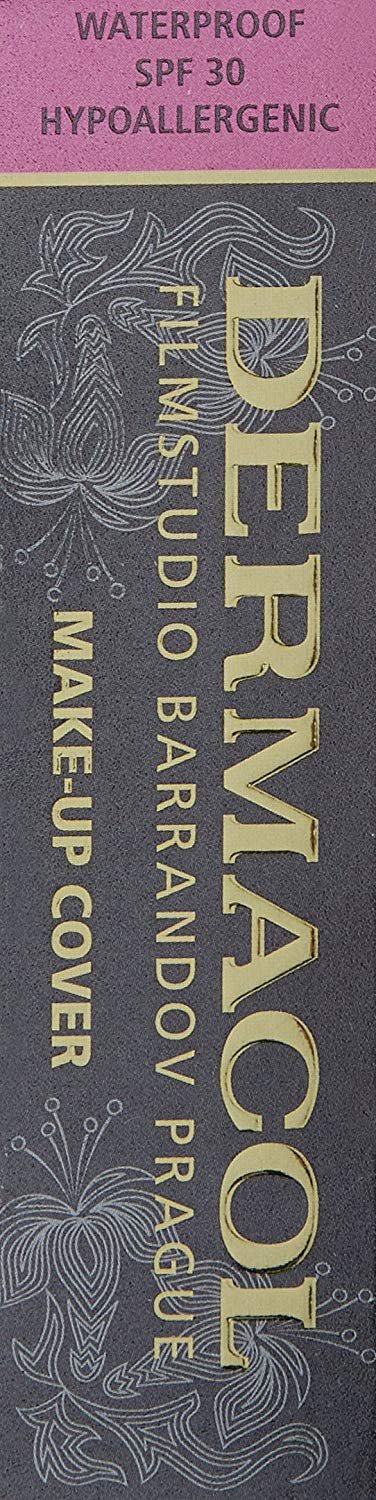 WATERPROOF
SPF 30
HYPOALLERGENIC
DERMACOL
FILMSTUDIO BARRANDOV PRAGUE
MAKE-UP COVER